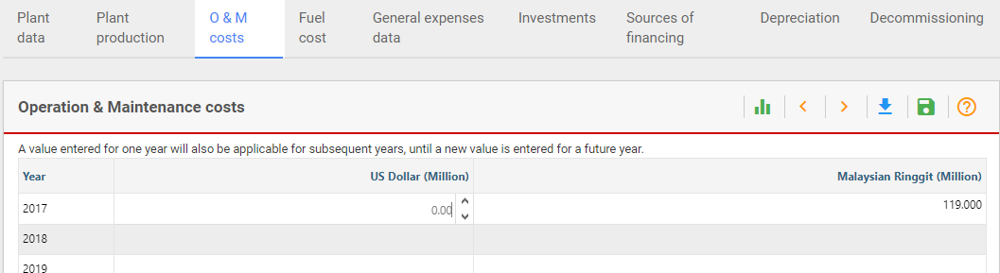 Plant data
Plant production
O & M costs
Fuel cost
General expenses data
Investments
Sources of financing
Depreciation
Decommissioning
Operation & Maintenance costs
A value entered for one year will also be applicable for subsequent years, until a new value is entered for a future year.
Year US Dollar (Million) Malaysian Ringgit (Million)
2017 0.00 119.000
2018
2019